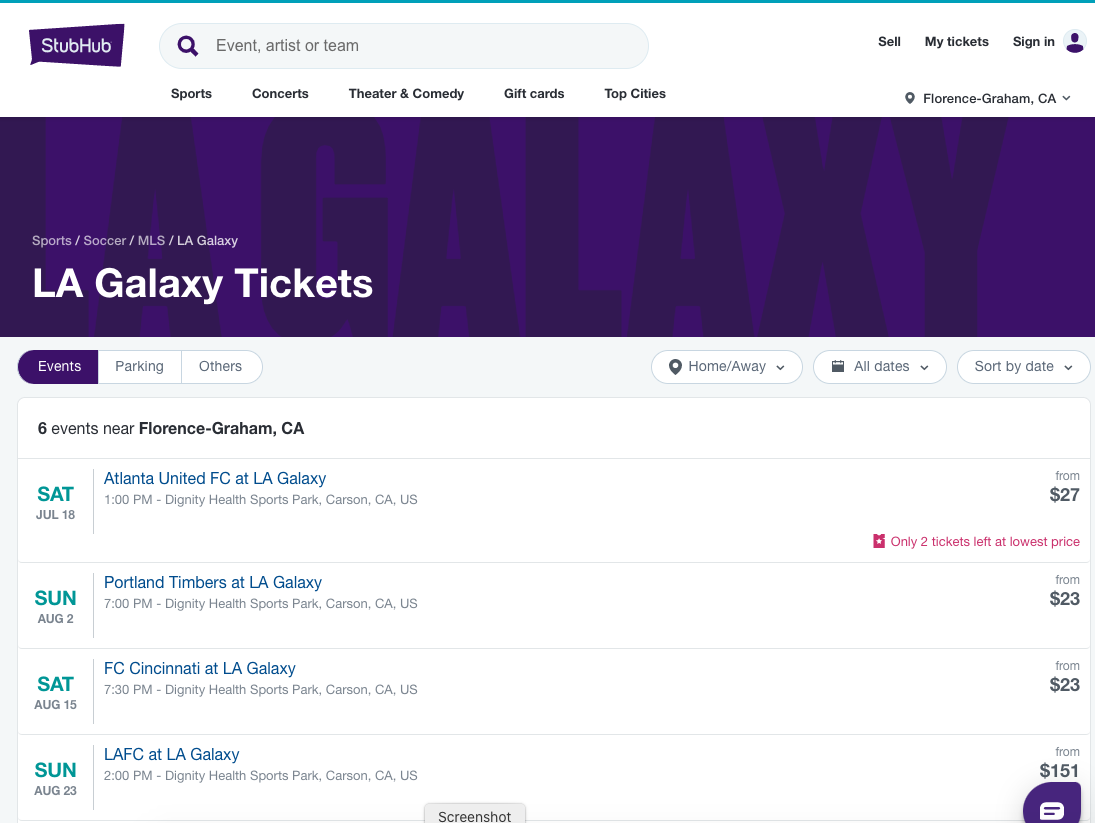 StubHub
Event, artist or team
Sell My tickets Sign in
Sports Concerts Theater & Comedy Gift cards Top Cities
Florence-Graham, CA
LA GALAXY
Sports / Soccer / MLS / LA Galaxy
LA Galaxy Tickets
Events Parking Others Home/Away All dates Sort by date
6 events near Florence-Graham, CA
Atlanta United FC at LA Galaxy from
SAT 1:00 PM - Dignity Health Sports Park, Carson, CA, US $27
JUL 18
Only 2 tickets left at lowest price
Portland Timbers at LA Galaxy from
SUN 7:00 PM - Dignity Health Sports Park, Carson, CA, US $23
AUG 2
FC Cincinnati at LA Galaxy from
SAT 7:30 PM - Dignity Health Sports Park, Carson, CA, US $23
AUG 15
LAFC at LA Galaxy from
SUN 2:00 PM - Dignity Health Sports Park, Carson, CA, US $151
AUG 23
Screenshot